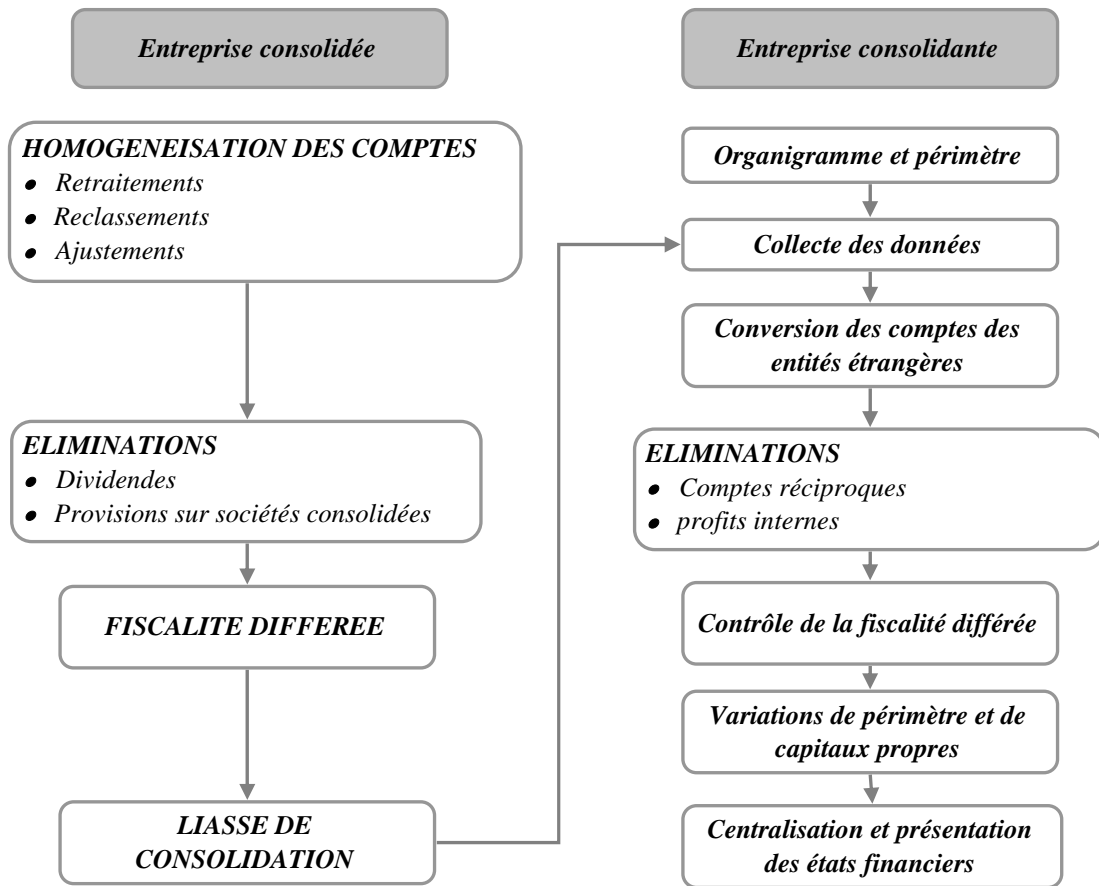 Entreprise consolidée
HOMOGENEISATION DES COMPTES
● Retraitements
● Reclassements
● Ajustements
ELIMINATIONS
● Dividendes
● Provisions sur sociétés consolidées
FISCALITE DIFFEREE
LIASSE DE
CONSOLIDATION
Entreprise consolidante
Organigramme et périmètre
Collecte des données
Conversion des comptes des
entités étrangères
ELIMINATIONS
● Comptes réciproques
● profits internes
Contrôle de la fiscalité différée
Variations de périmètre et de
capitaux propres
Centralisation et présentation
des états financiers